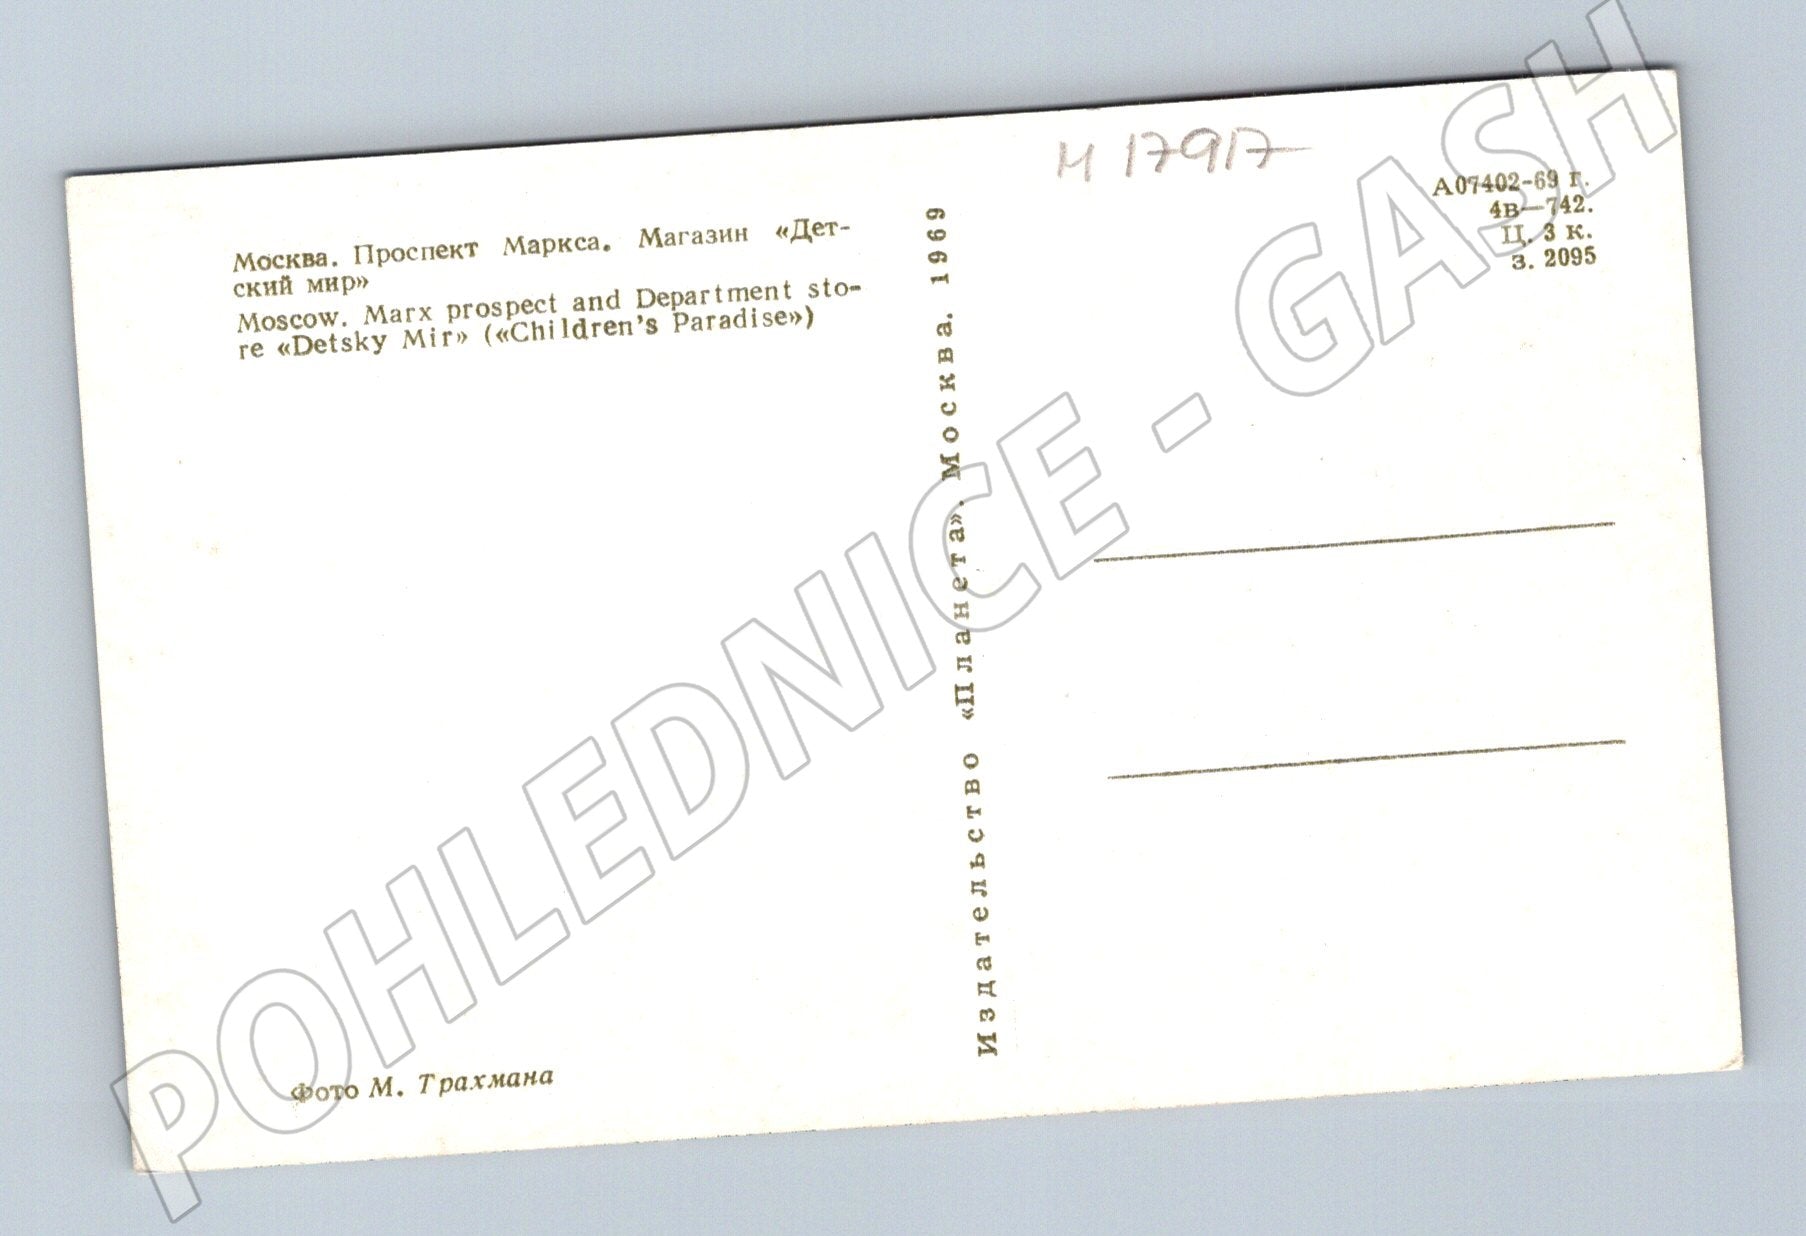 Москва. Проспект Маркса. Магазин «Дет-
ский мир»
Moscow. Marx prospect and Department sto-
re «Detsky Mir» («Children's Paradise»)
Фото М. Трахмана
Издательство «Планета». Москва. 1969
М 17917
А07402-69 г.
4в—742.
Ц. 3 к.
з. 2095
POHLEDNICE - GASH